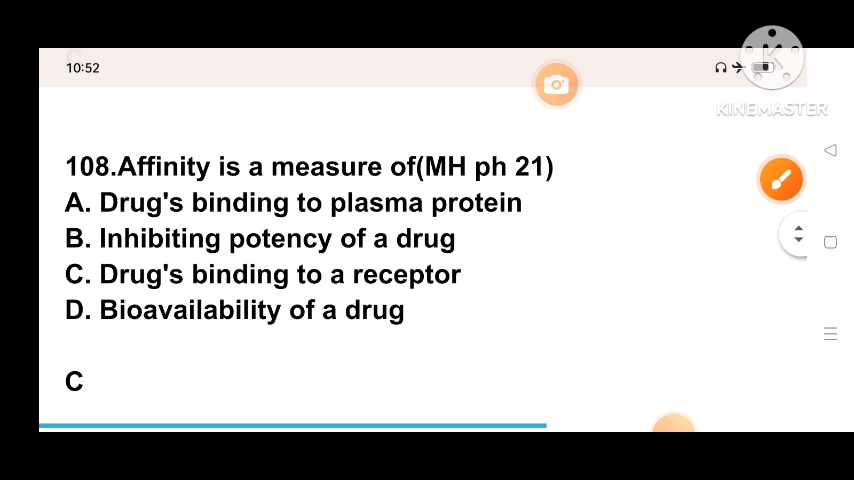 10:52
KINEMASTER
108.Affinity is a measure of(MH ph 21)
A. Drug's binding to plasma protein
B. Inhibiting potency of a drug
C. Drug's binding to a receptor
D. Bioavailability of a drug
C